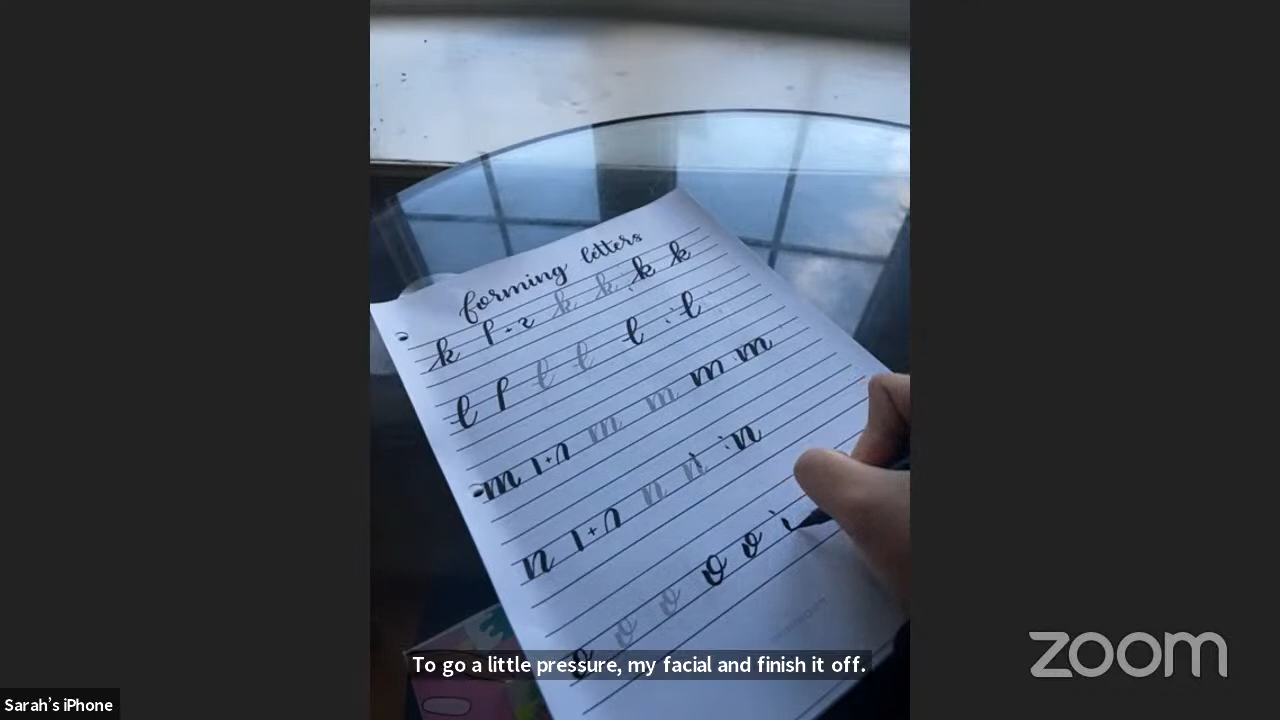 forming letters
k l + r k k k k
l l l l l l
m l + n m m m m
n l + n n n n
o o o o o
To go a little pressure, my facial and finish it off.
zoom
Sarah's iPhone